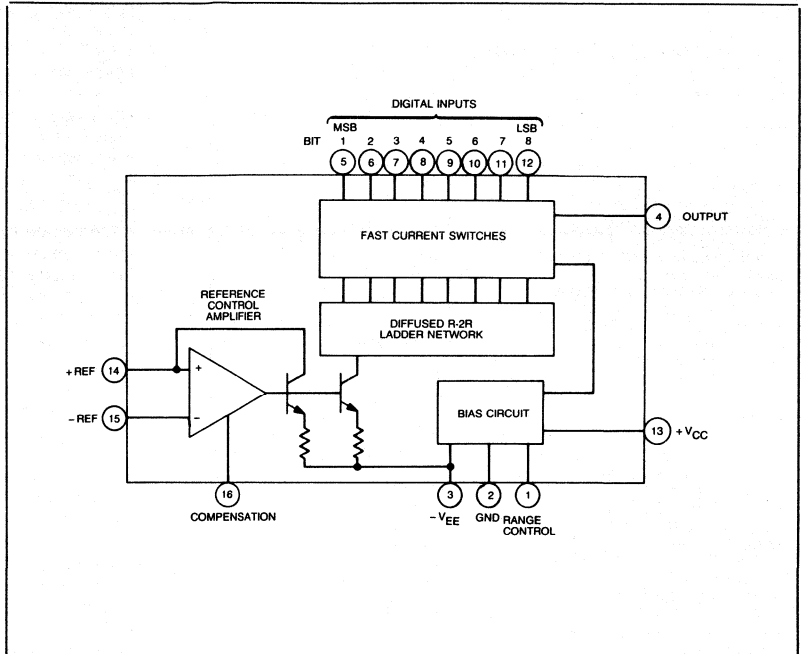 DIGITAL INPUTS
MSB LSB
BIT 1 2 3 4 5 6 7 8
5 6 7 8 9 10 11 12
FAST CURRENT SWITCHES
4 OUTPUT
REFERENCE
CONTROL
AMPLIFIER
DIFFUSED R-2R
LADDER NETWORK
+ REF 14
+
- REF 15
-
BIAS CIRCUIT
13 + VCC
16
COMPENSATION
3 2 1
- VEE GND RANGE
CONTROL